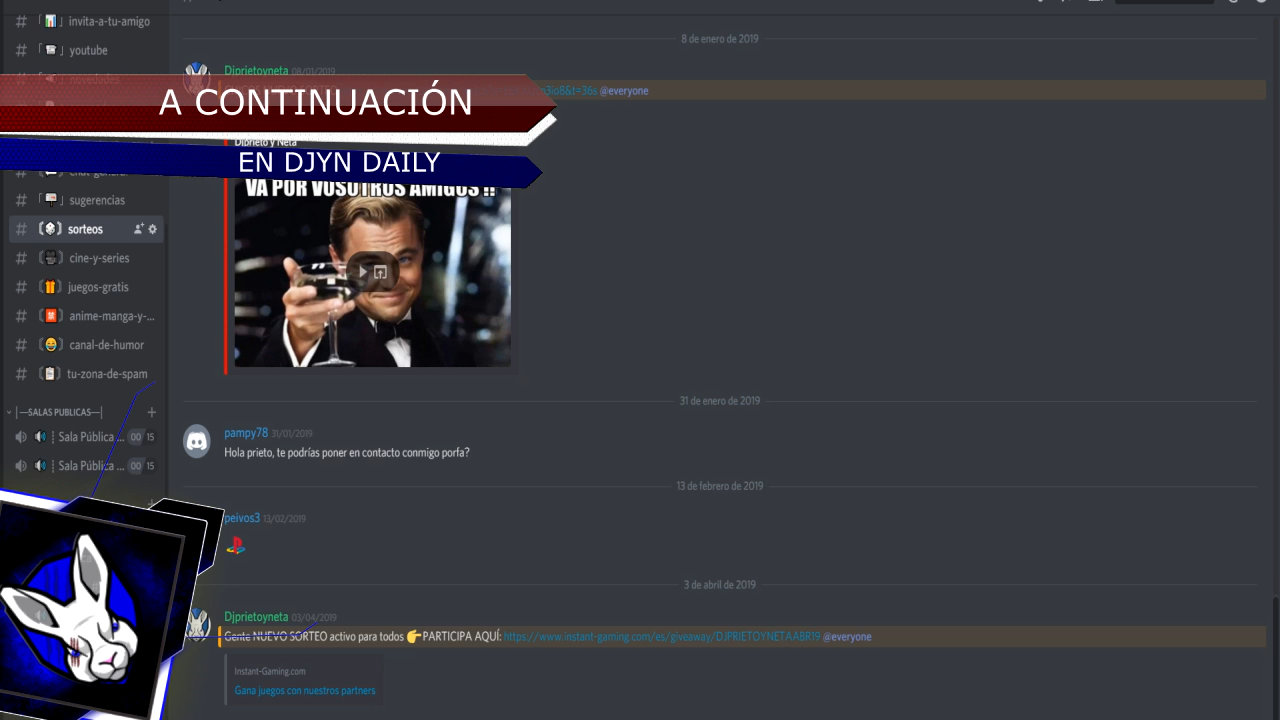 invita-a-tu-amigo
youtube
novedades
sugerencias
sorteos
cine-y-series
juegos-gratis
anime-manga-y-...
canal-de-humor
tu-zona-de-spam
|—SALAS PUBLICAS—|
Sala Pública ... 00 15
Sala Pública ... 00 15
A CONTINUACIÓN
EN DJYN DAILY
8 de enero de 2019
Djprietoyneta 08/01/2019
@everyone
Djprieto y Neta
VA POR VOSOTROS AMIGOS !!
31 de enero de 2019
pampy78 31/01/2019
Hola prieto, te podrías poner en contacto conmigo porfa?
13 de febrero de 2019
peivos3 13/02/2019
3 de abril de 2019
Djprietoyneta 03/04/2019
Gente NUEVO SORTEO activo para todos 👉PARTICIPA AQUÍ: https://www.instant-gaming.com/es/giveaway/DJPRIETOYNETAABR19 @everyone
Instant-Gaming.com
Gana juegos con nuestros partners